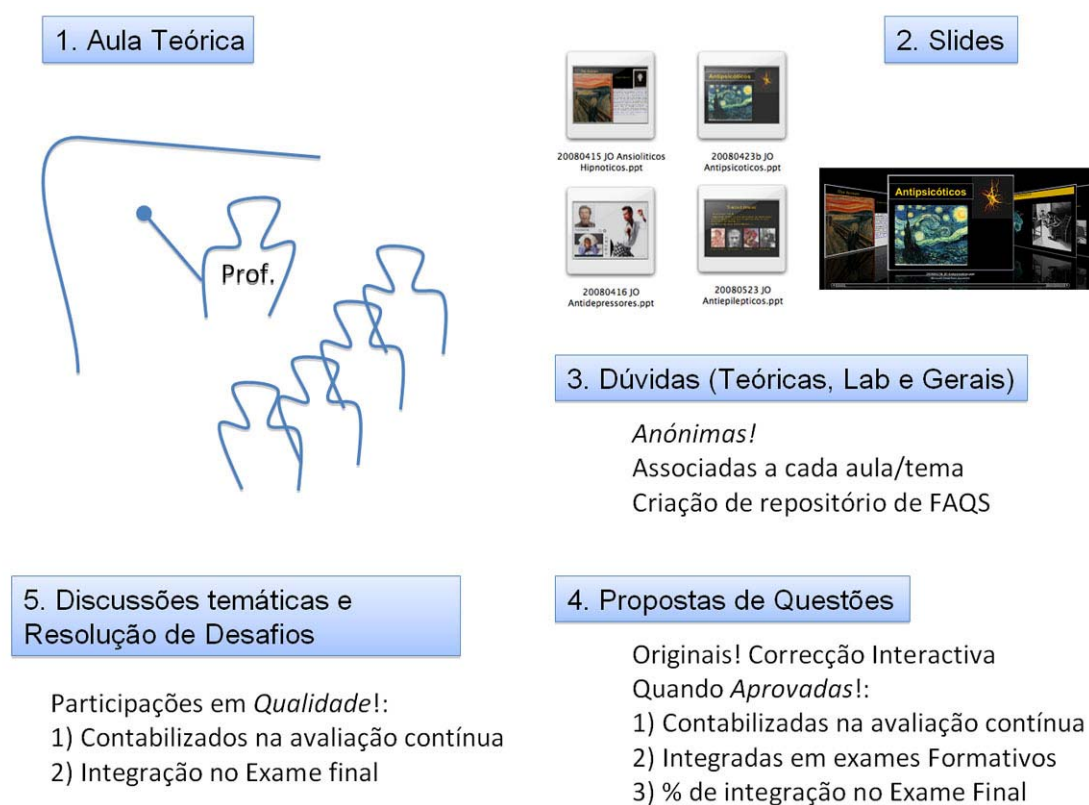 1. Aula Teórica
Prof.
2. Slides
20080415 JO Ansioliticos
Hipnoticos.ppt
20080423b JO
Antipsicoticos.ppt
Antipsicóticos
20080416 JO
Antidepressores.ppt
20080523 JO
Antiepilepticos.ppt
Antipsicóticos
3. Dúvidas (Teóricas, Lab e Gerais)
Anónimas!
Associadas a cada aula/tema
Criação de repositório de FAQS
4. Propostas de Questões
Originais! Correcção Interactiva
Quando Aprovadas!:
1) Contabilizadas na avaliação contínua
2) Integradas em exames Formativos
3) % de integração no Exame Final
5. Discussões temáticas e
Resolução de Desafios
Participações em Qualidade!:
1) Contabilizados na avaliação contínua
2) Integração no Exame final